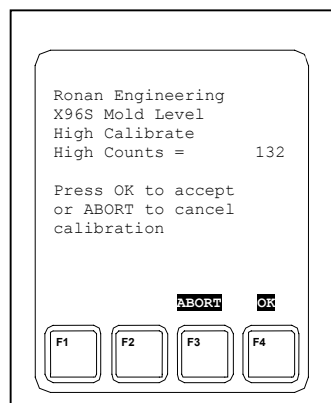 Ronan Engineering
X96S Mold Level
High Calibrate
High Counts = 132
Press OK to accept
or ABORT to cancel
calibration
ABORT OK
F1 F2 F3 F4